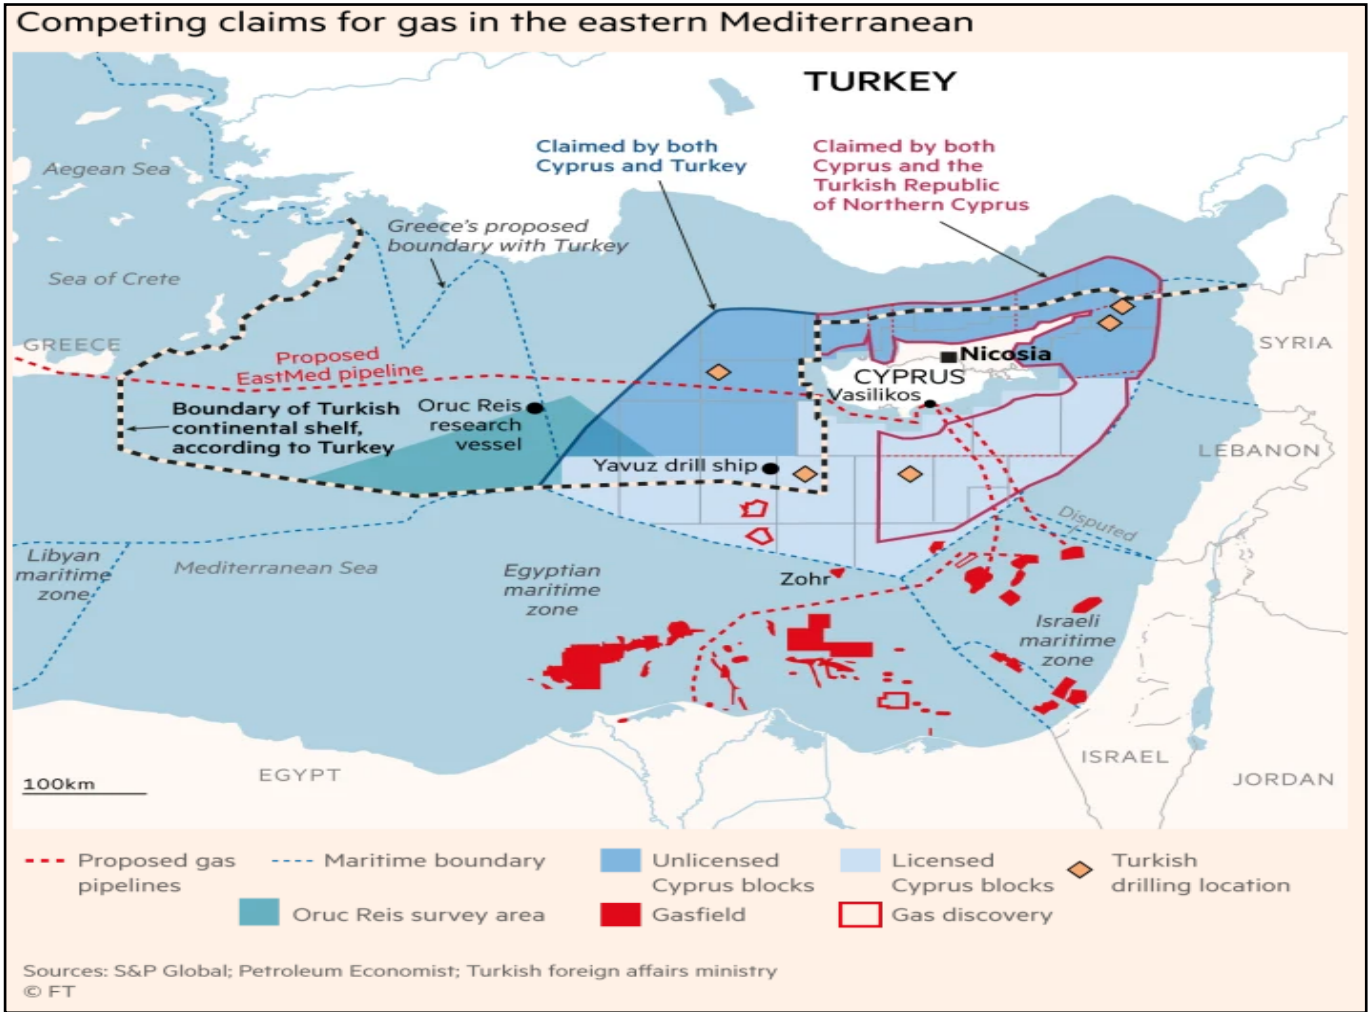 Competing claims for gas in the eastern Mediterranean
TURKEY
Claimed by both
Cyprus and Turkey
Claimed by both
Cyprus and the
Turkish Republic
of Northern Cyprus
Aegean Sea
Greece's proposed
boundary with Turkey
Sea of Crete
GREECE
Proposed
EastMed pipeline
Nicosia
CYPRUS
Vasilikos
SYRIA
Boundary of Turkish
continental shelf,
according to Turkey
Oruc Reis
research
vessel
Yavuz drill ship
LEBANON
Disputed
Libyan
maritime
zone
Mediterranean Sea
Egyptian
maritime
zone
Zohr
Israeli
maritime
zone
EGYPT
ISRAEL
JORDAN
100km
Proposed gas
pipelines
Maritime boundary
Unlicensed
Cyprus blocks
Licensed
Cyprus blocks
Turkish
drilling location
Oruc Reis survey area
Gasfield
Gas discovery
Sources: S&P Global; Petroleum Economist; Turkish foreign affairs ministry
© FT